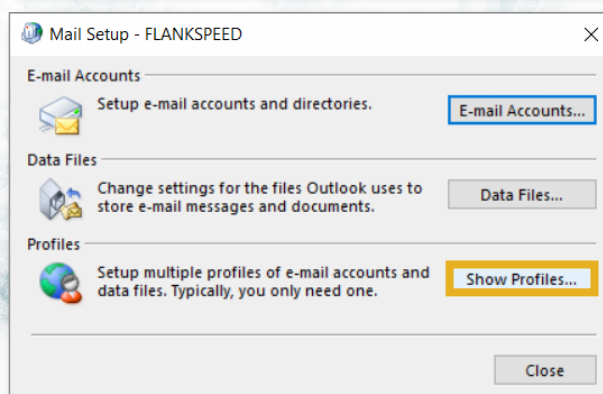 Mail Setup - FLANKSPEED
E-mail Accounts
Setup e-mail accounts and directories.
E-mail Accounts...
Data Files
Change settings for the files Outlook uses to
store e-mail messages and documents.
Data Files...
Profiles
Setup multiple profiles of e-mail accounts and
data files. Typically, you only need one.
Show Profiles...
Close